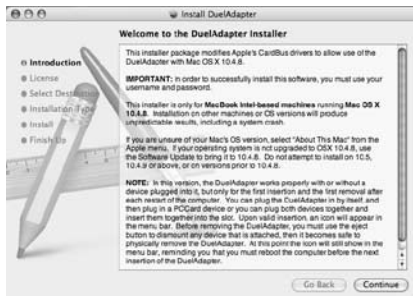 Install DuelAdapter
Welcome to the DuelAdapter Installer
Introduction
License
Select Destination
Installation Type
Install
Finish Up
This installer package modifies Apple's CardBus drivers to allow use of the
DuelAdapter with Mac OS X 10.4.8.
IMPORTANT: in order to successfully install this software, you must use your
username and password.
This installer is only for MacBook Intel-based machines running Mac OS X
10.4.8. Installation on other machines or OS versions will produce
unpredictable results, including a system crash.
If you are unsure of your Mac's OS version, select "About This Mac" from the
Apple menu. If your operating system is not upgraded to OSX 10.4.8, use
the Software Update to bring it to 10.4.8. Do not attempt to install on 10.5,
10.4.9 or above, or on versions prior to 10.4.8.
NOTE: In this version, the DuelAdapter works properly with or without a
device plugged into it, but only for the first insertion and the first removal after
each restart of the computer. You can plug the DuelAdapter in by itself, and
then plug in a PCCard device or you can plug both devices together and
insert them together into the slot. Upon valid insertion, an icon will appear in
the menu bar. Before removing the DuelAdapter, you must use the eject
button to dismount any device that is attached, then it becomes safe to
physically remove the DuelAdapter. At this point the icon will still show in the
menu bar, reminding you that you must reboot the computer before the next
insertion of the DuelAdapter.
Go Back
Continue